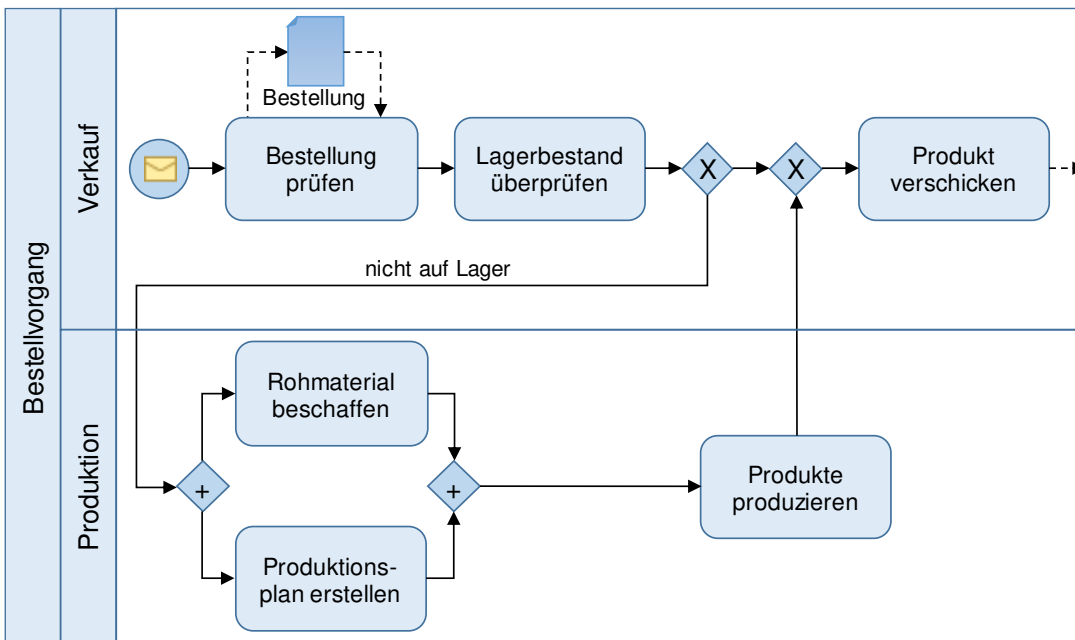 Bestellvorgang
Verkauf
Bestellung
Bestellung
prüfen
Lagerbestand
überprüfen
X
X
Produkt
verschicken
nicht auf Lager
Produktion
Rohmaterial
beschaffen
+
+
Produktions-
plan erstellen
Produkte
produzieren